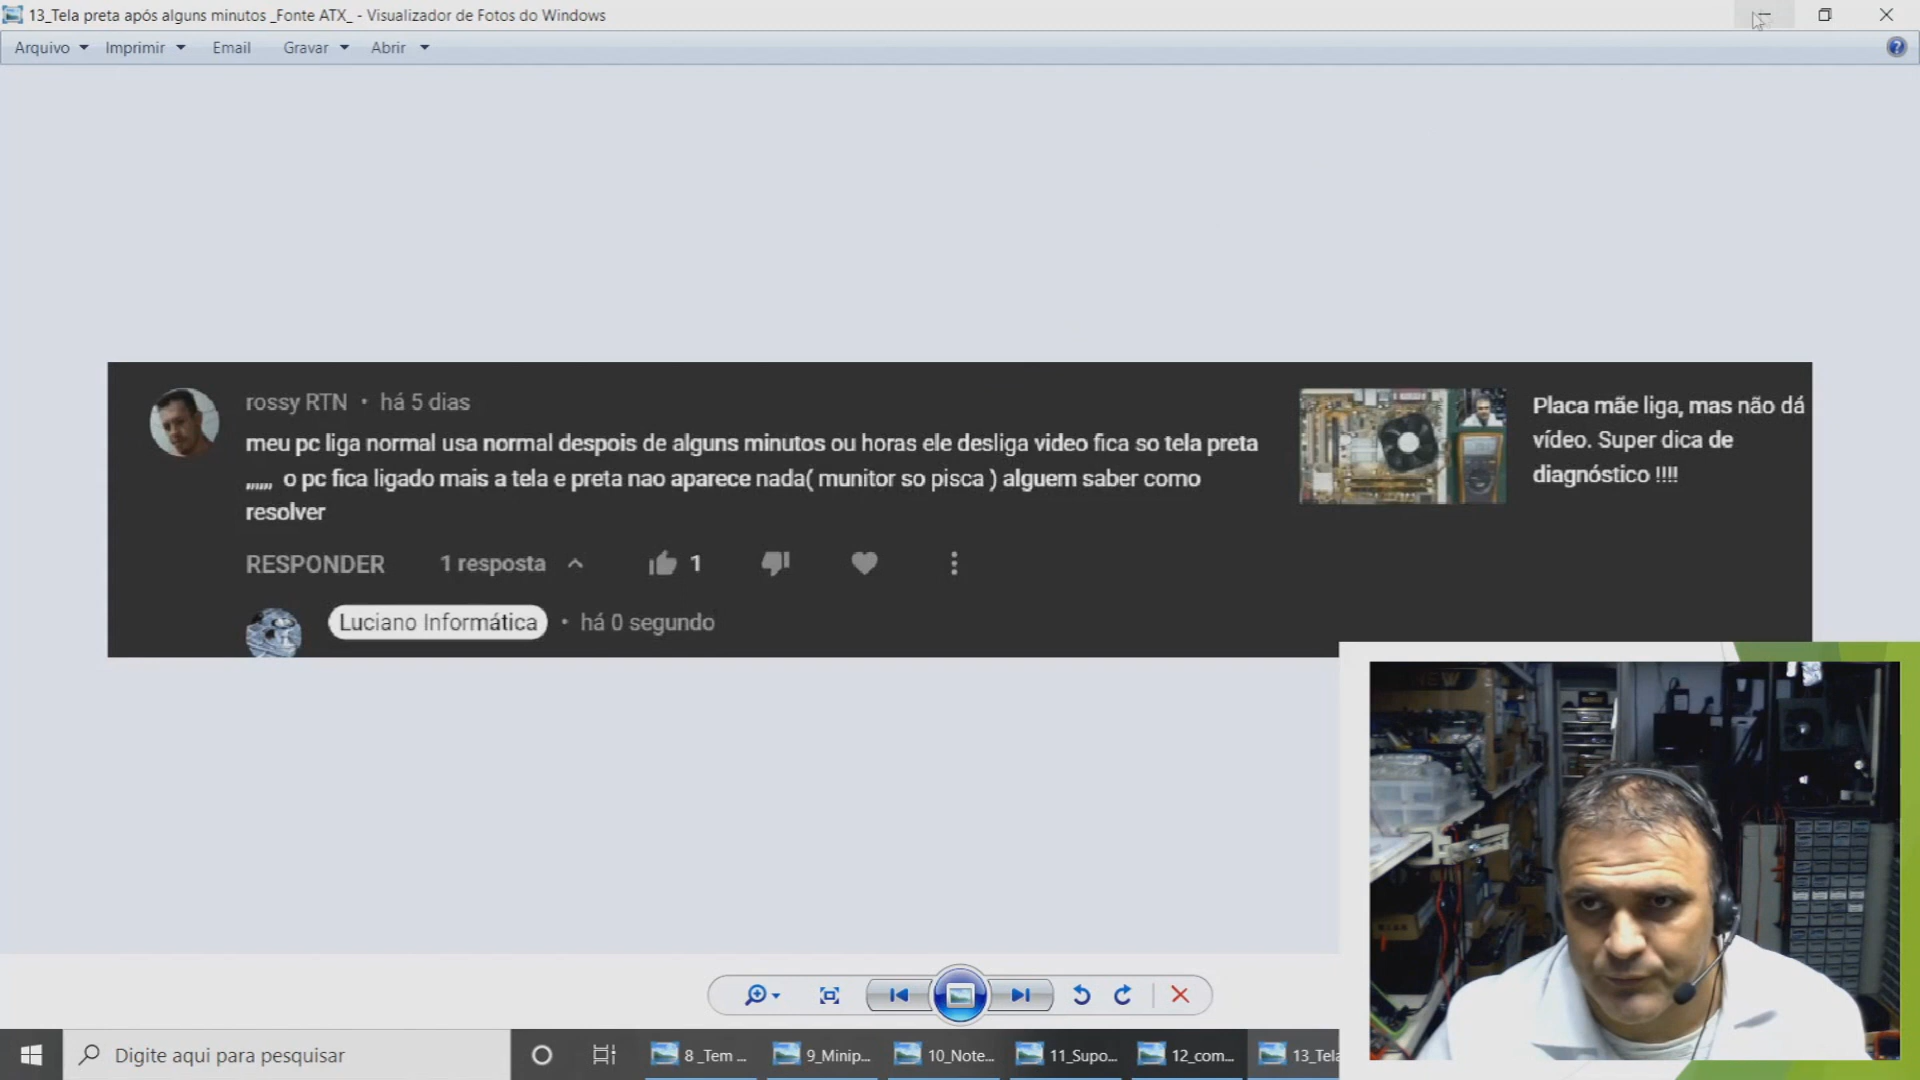 13_Tela preta após alguns minutos _Fonte ATX_ - Visualizador de Fotos do Windows
Arquivo Imprimir Email Gravar Abrir
rossy RTN • há 5 dias
meu pc liga normal usa normal despois de alguns minutos ou horas ele desliga video fica so tela preta
,,,,,, o pc fica ligado mais a tela e preta nao aparece nada( munitor so pisca ) alguem saber como
resolver
RESPONDER 1 resposta 1
Luciano Informática • há 0 segundo
Placa mãe liga, mas não dá
vídeo. Super dica de
diagnóstico !!!!
Digite aqui para pesquisar
8 _Tem ... 9_Minip... 10_Note... 11_Supo... 12_com... 13_Tela